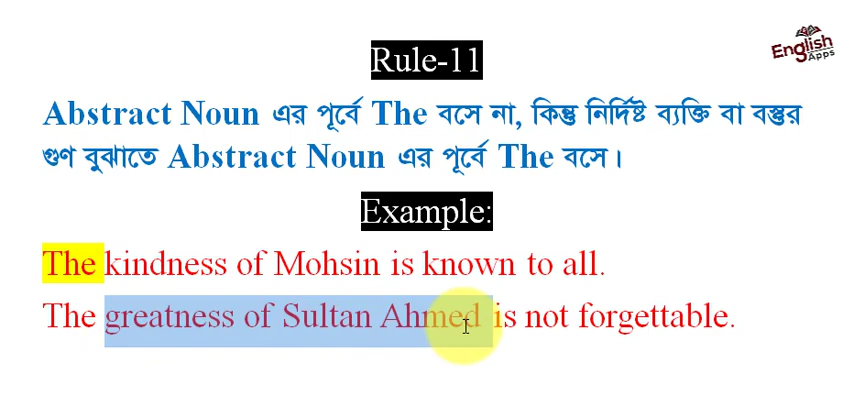 English
Apps
Rule-11
Abstract Noun এর পূর্বে The বসে না, কিন্তু নির্দিষ্ট ব্যক্তি বা বস্তুর
গুণ বুঝাতে Abstract Noun এর পূর্বে The বসে।
Example:
The kindness of Mohsin is known to all.
The greatness of Sultan Ahmed is not forgettable.